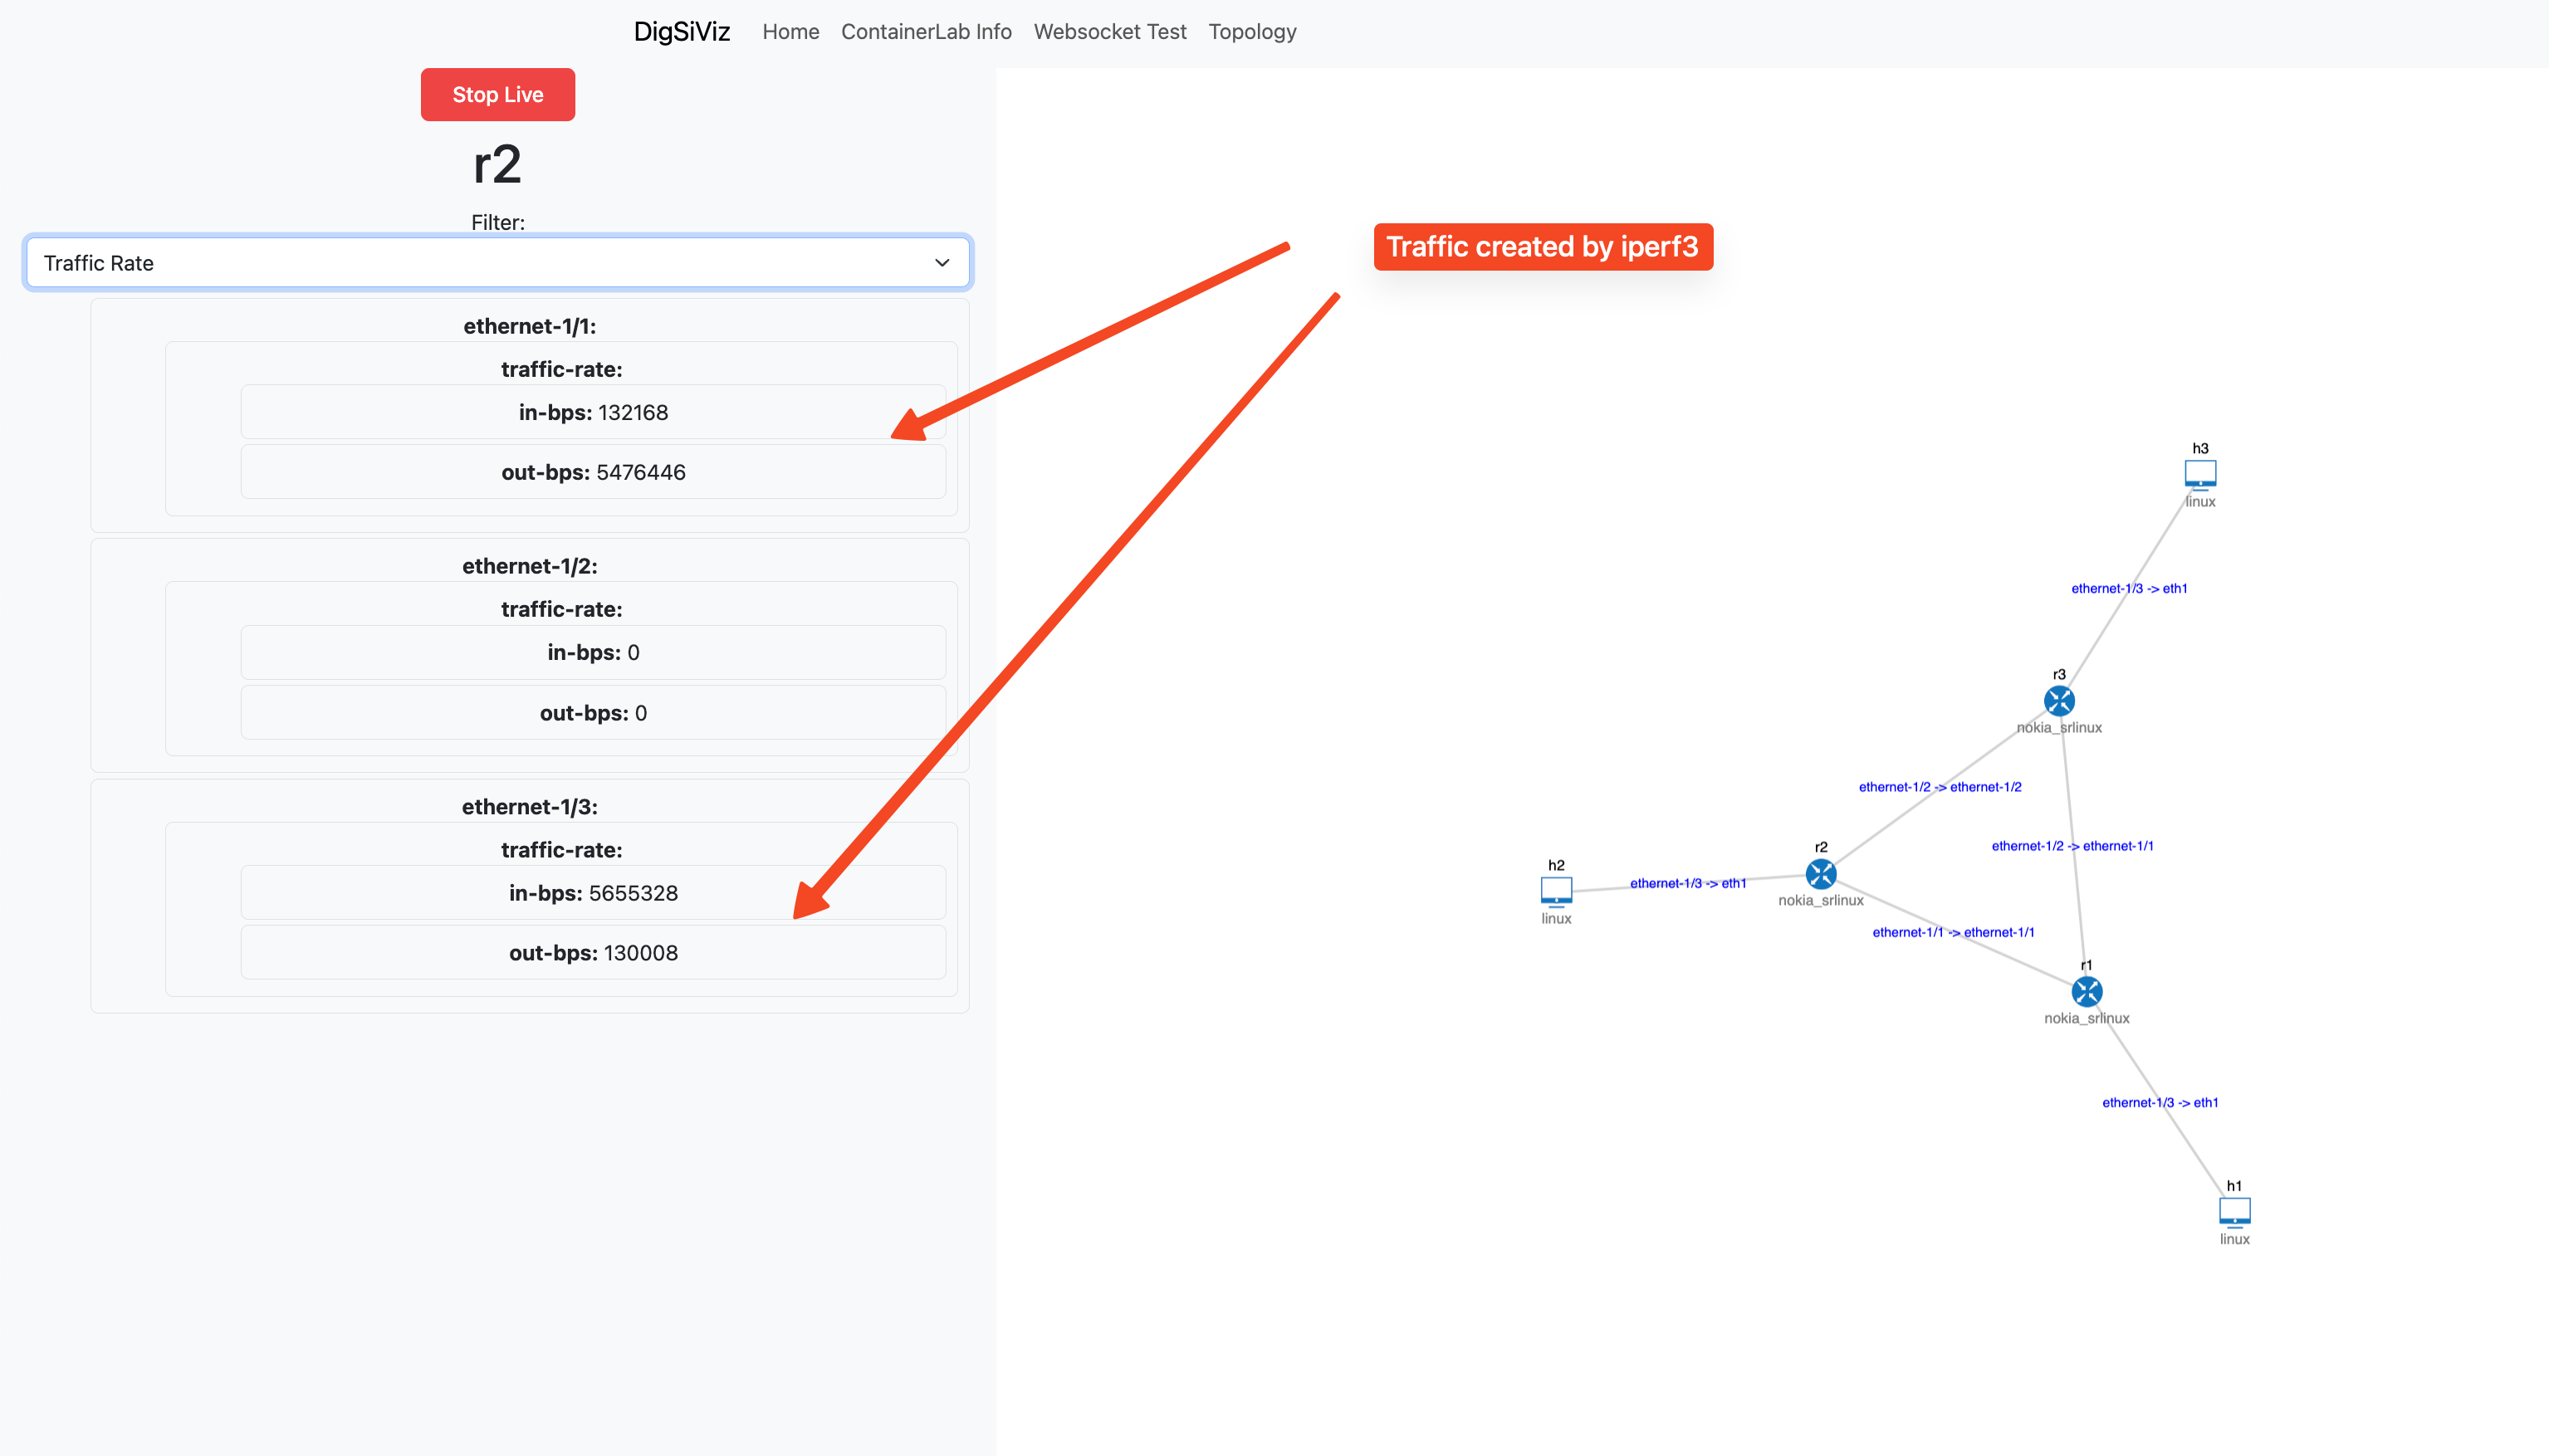 DigSiViz Home ContainerLab Info Websocket Test Topology
Stop Live
r2
Filter:
Traffic Rate
ethernet-1/1:
traffic-rate:
in-bps: 132168
out-bps: 5476446
ethernet-1/2:
traffic-rate:
in-bps: 0
out-bps: 0
ethernet-1/3:
traffic-rate:
in-bps: 5655328
out-bps: 130008
Traffic created by iperf3
h3
linux
ethernet-1/3 -> eth1
r3
nokia_srlinux
ethernet-1/2 -> ethernet-1/2
ethernet-1/2 -> ethernet-1/1
r2
nokia_srlinux
h2
linux
ethernet-1/3 -> eth1
ethernet-1/1 -> ethernet-1/1
r1
nokia_srlinux
ethernet-1/3 -> eth1
h1
linux